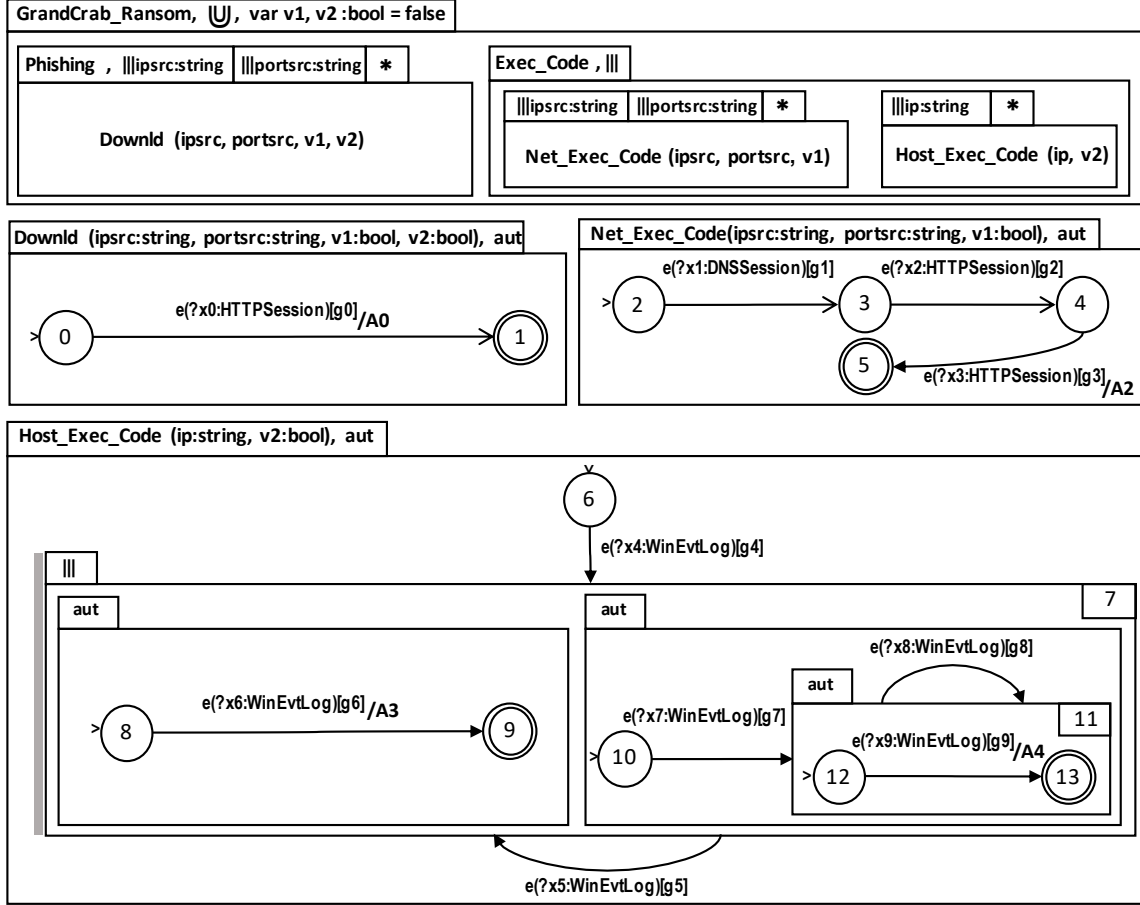 GrandCrab_Ransom, ⋓, var v1, v2 :bool = false
Phishing , |||ipsrc:string |||portsrc:string *
Downld (ipsrc, portsrc, v1, v2)
Exec_Code , |||
|||ipsrc:string |||portsrc:string *
Net_Exec_Code (ipsrc, portsrc, v1)
|||ip:string *
Host_Exec_Code (ip, v2)
Downld (ipsrc:string, portsrc:string, v1:bool, v2:bool), aut
e(?x0:HTTPSession)[g0]/A0
0
1
Net_Exec_Code(ipsrc:string, portsrc:string, v1:bool), aut
e(?x1:DNSSession)[g1]
e(?x2:HTTPSession)[g2]
2
3
4
5
e(?x3:HTTPSession)[g3]/A2
Host_Exec_Code (ip:string, v2:bool), aut
6
e(?x4:WinEvtLog)[g4]
|||
7
aut
e(?x6:WinEvtLog)[g6]/A3
8
9
aut
e(?x8:WinEvtLog)[g8]
aut
e(?x7:WinEvtLog)[g7]
11
10
e(?x9:WinEvtLog)[g9]/A4
12
13
e(?x5:WinEvtLog)[g5]